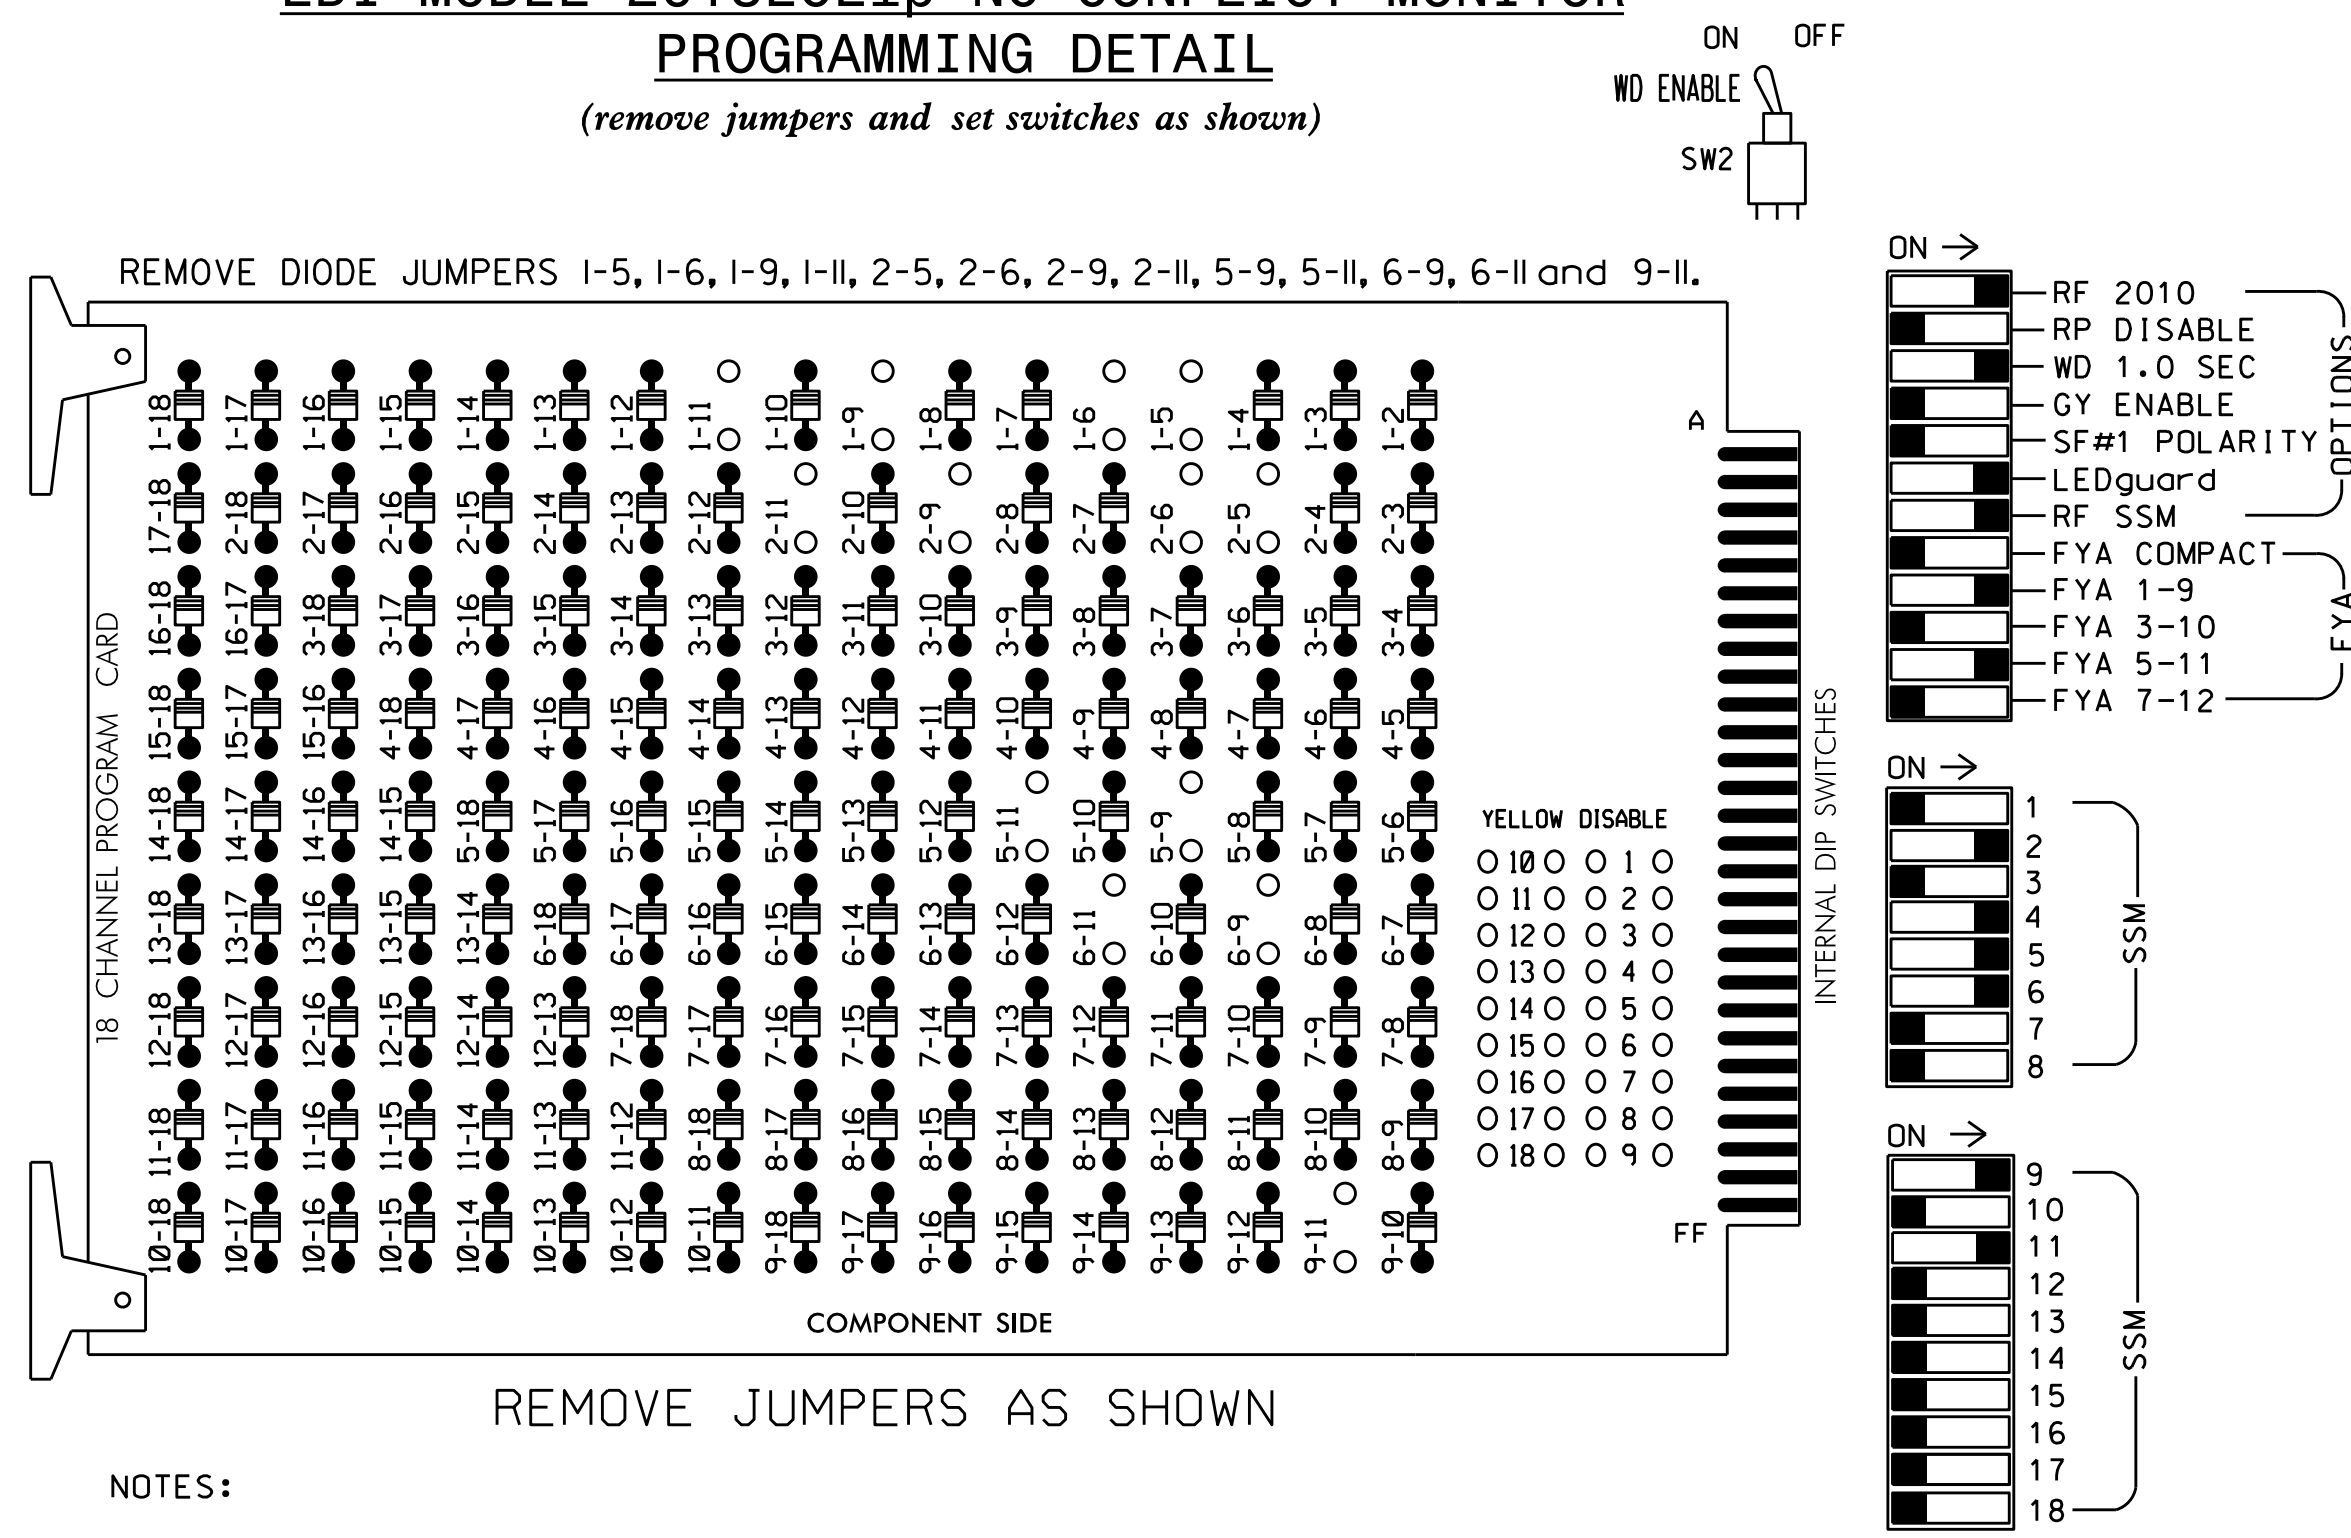 PROGRAMMING DETAIL
(remove jumpers and set switches as shown)
ON OFF
WD ENABLE
SW2
REMOVE DIODE JUMPERS 1-5, 1-6, 1-9, 1-11, 2-5, 2-6, 2-9, 2-11, 5-9, 5-11, 6-9, 6-11 and 9-11.
1-18 1-17 1-16 1-15 1-14 1-13 1-12 1-11 1-10 1-9 1-8 1-7 1-6 1-5 1-4 1-3 1-2
17-18 2-18 2-17 2-16 2-15 2-14 2-13 2-12 2-11 2-10 2-9 2-8 2-7 2-6 2-5 2-4 2-3
16-18 16-17 3-18 3-17 3-16 3-15 3-14 3-13 3-12 3-11 3-10 3-9 3-8 3-7 3-6 3-5 3-4
15-18 15-17 15-16 4-18 4-17 4-16 4-15 4-14 4-13 4-12 4-11 4-10 4-9 4-8 4-7 4-6 4-5
14-18 14-17 14-16 14-15 5-18 5-17 5-16 5-15 5-14 5-13 5-12 5-11 5-10 5-9 5-8 5-7 5-6
13-18 13-17 13-16 13-15 13-14 6-18 6-17 6-16 6-15 6-14 6-13 6-12 6-11 6-10 6-9 6-8 6-7
12-18 12-17 12-16 12-15 12-14 12-13 7-18 7-17 7-16 7-15 7-14 7-13 7-12 7-11 7-10 7-9 7-8
11-18 11-17 11-16 11-15 11-14 11-13 11-12 8-18 8-17 8-16 8-15 8-14 8-13 8-12 8-11 8-10 8-9
10-18 10-17 10-16 10-15 10-14 10-13 10-12 10-11 9-18 9-17 9-16 9-15 9-14 9-13 9-12 9-11 9-10
18 CHANNEL PROGRAM CARD
A
FF
YELLOW DISABLE
10 1
11 2
12 3
13 4
14 5
15 6
16 7
17 8
18 9
COMPONENT SIDE
REMOVE JUMPERS AS SHOWN
NOTES:
INTERNAL DIP SWITCHES
ON
RF 2010
RP DISABLE
WD 1.0 SEC
GY ENABLE
SF#1 POLARITY
LEDguard
RF SSM
OPTIONS
FYA COMPACT
FYA 1-9
FYA 3-10
FYA 5-11
FYA 7-12
FYA
ON
1
2
3
4
5
6
7
8
SSM
ON
9
10
11
12
13
14
15
16
17
18
SSM